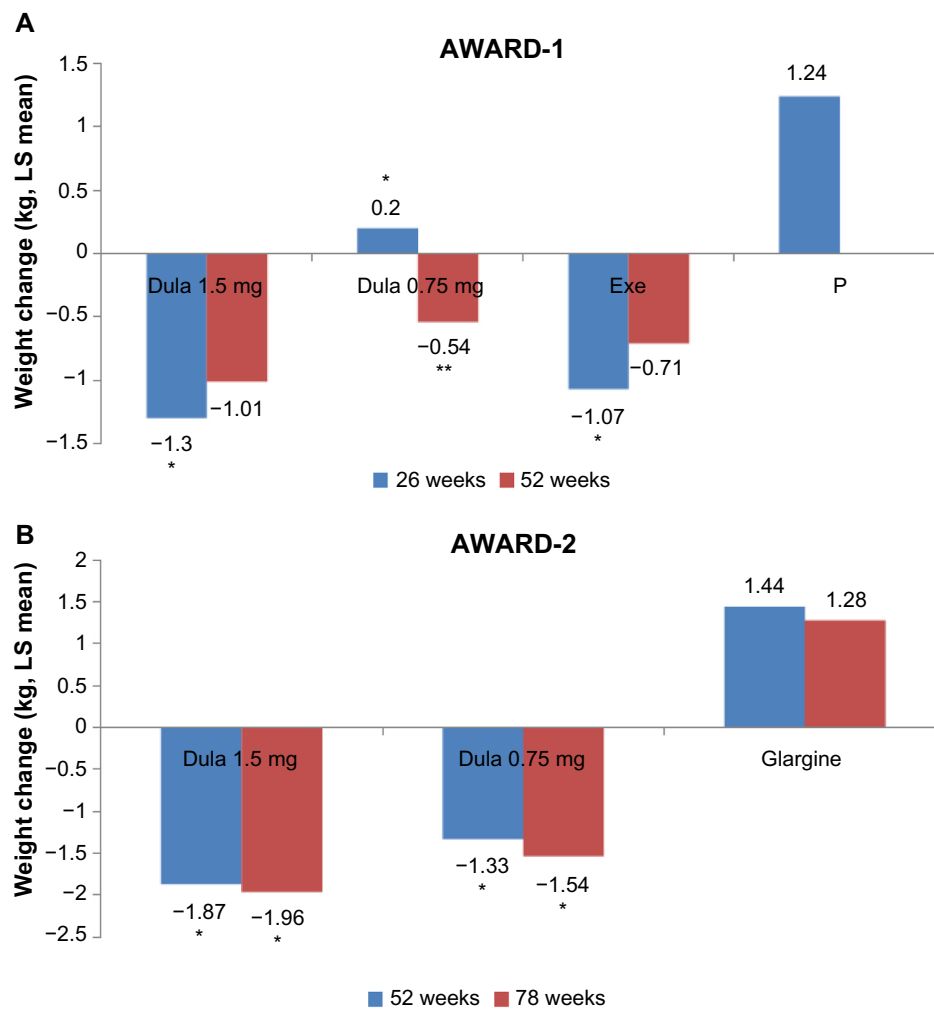 A
AWARD-1
Weight change (kg, LS mean)
1.5
1
0.5
0
−0.5
−1
−1.5
1.24
*
0.2
Dula 1.5 mg
Dula 0.75 mg
Exe
P
−0.54
**
−0.71
−1.01
−1.07
*
−1.3
*
26 weeks 52 weeks
B
AWARD-2
Weight change (kg, LS mean)
2
1.5
1
0.5
0
−0.5
−1
−1.5
−2
−2.5
1.44
1.28
Dula 1.5 mg
Dula 0.75 mg
Glargine
−1.33
*
−1.54
*
−1.87
*
−1.96
*
52 weeks 78 weeks